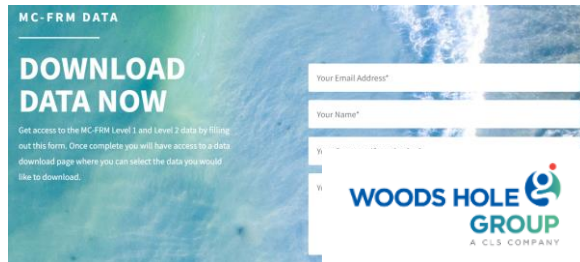 MC-FRM DATA
DOWNLOAD
DATA NOW
Get access to the MC-FRM Level 1 and Level 2 data by filling
out this form. Once complete you will have access to a data
download page where you can select the data you would
like to download.
Your Email Address*
Your Name*
WOODS HOLE
GROUP
A CLS COMPANY